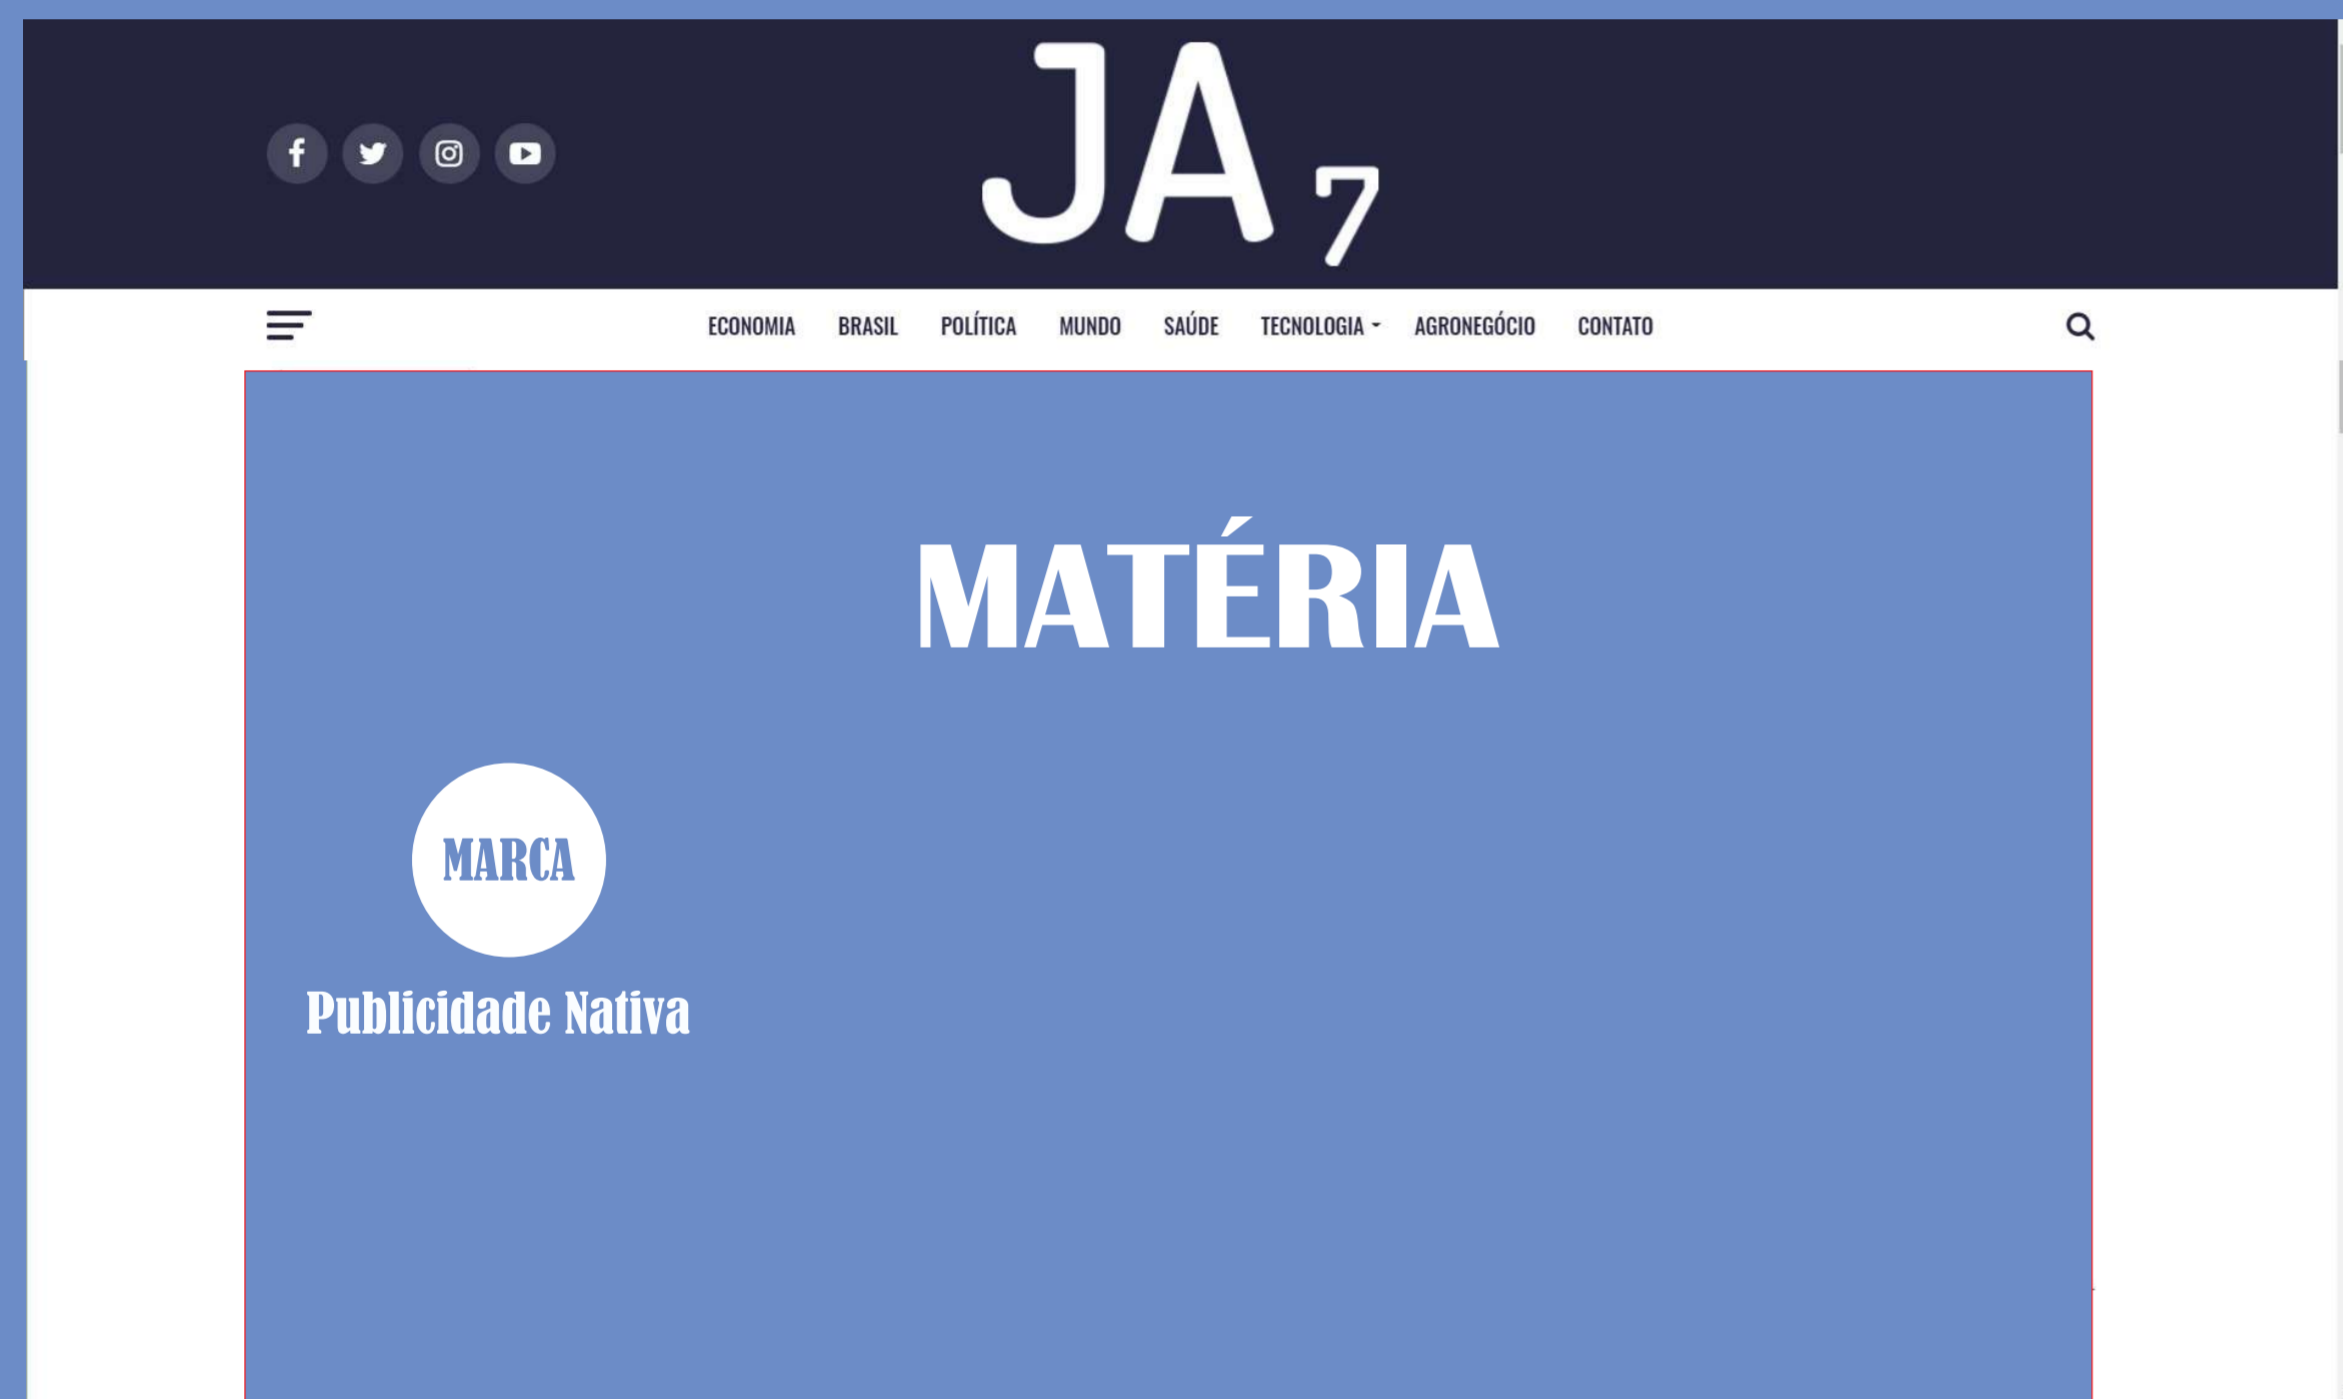 JA 7
ECONOMIA BRASIL POLÍTICA MUNDO SAÚDE TECNOLOGIA AGRONEGÓCIO CONTATO
MATÉRIA
MARCA
Publicidade Nativa